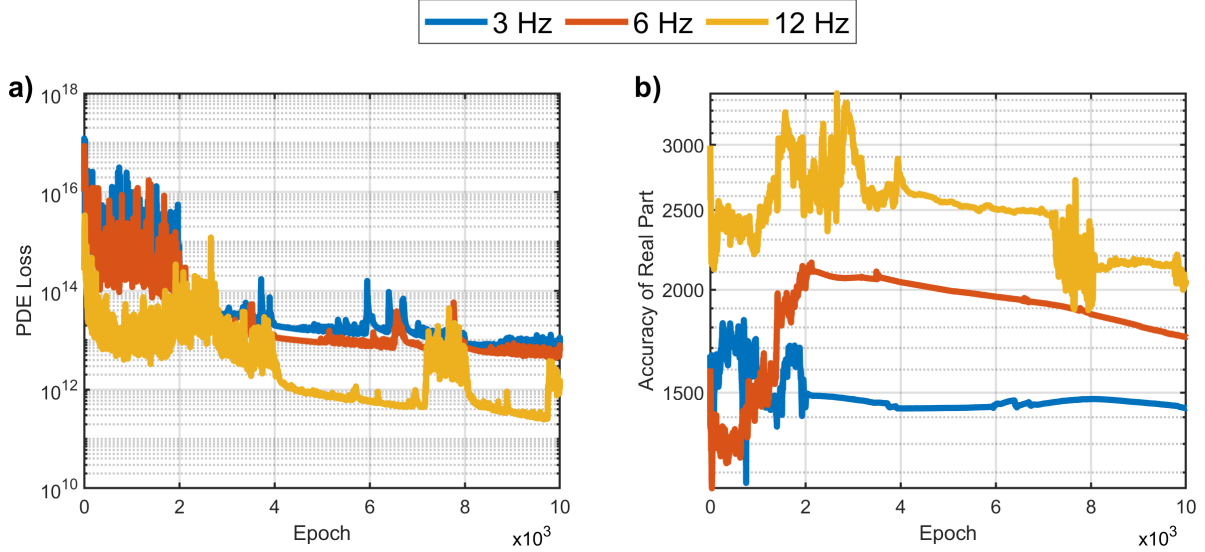 3 Hz 6 Hz 12 Hz
a)
10^18
10^16
10^14
10^12
10^10
PDE Loss
0 2 4 6 8 10
Epoch
x10^3
b)
3000
2500
2000
1500
Accuracy of Real Part
0 2 4 6 8 10
Epoch
x10^3